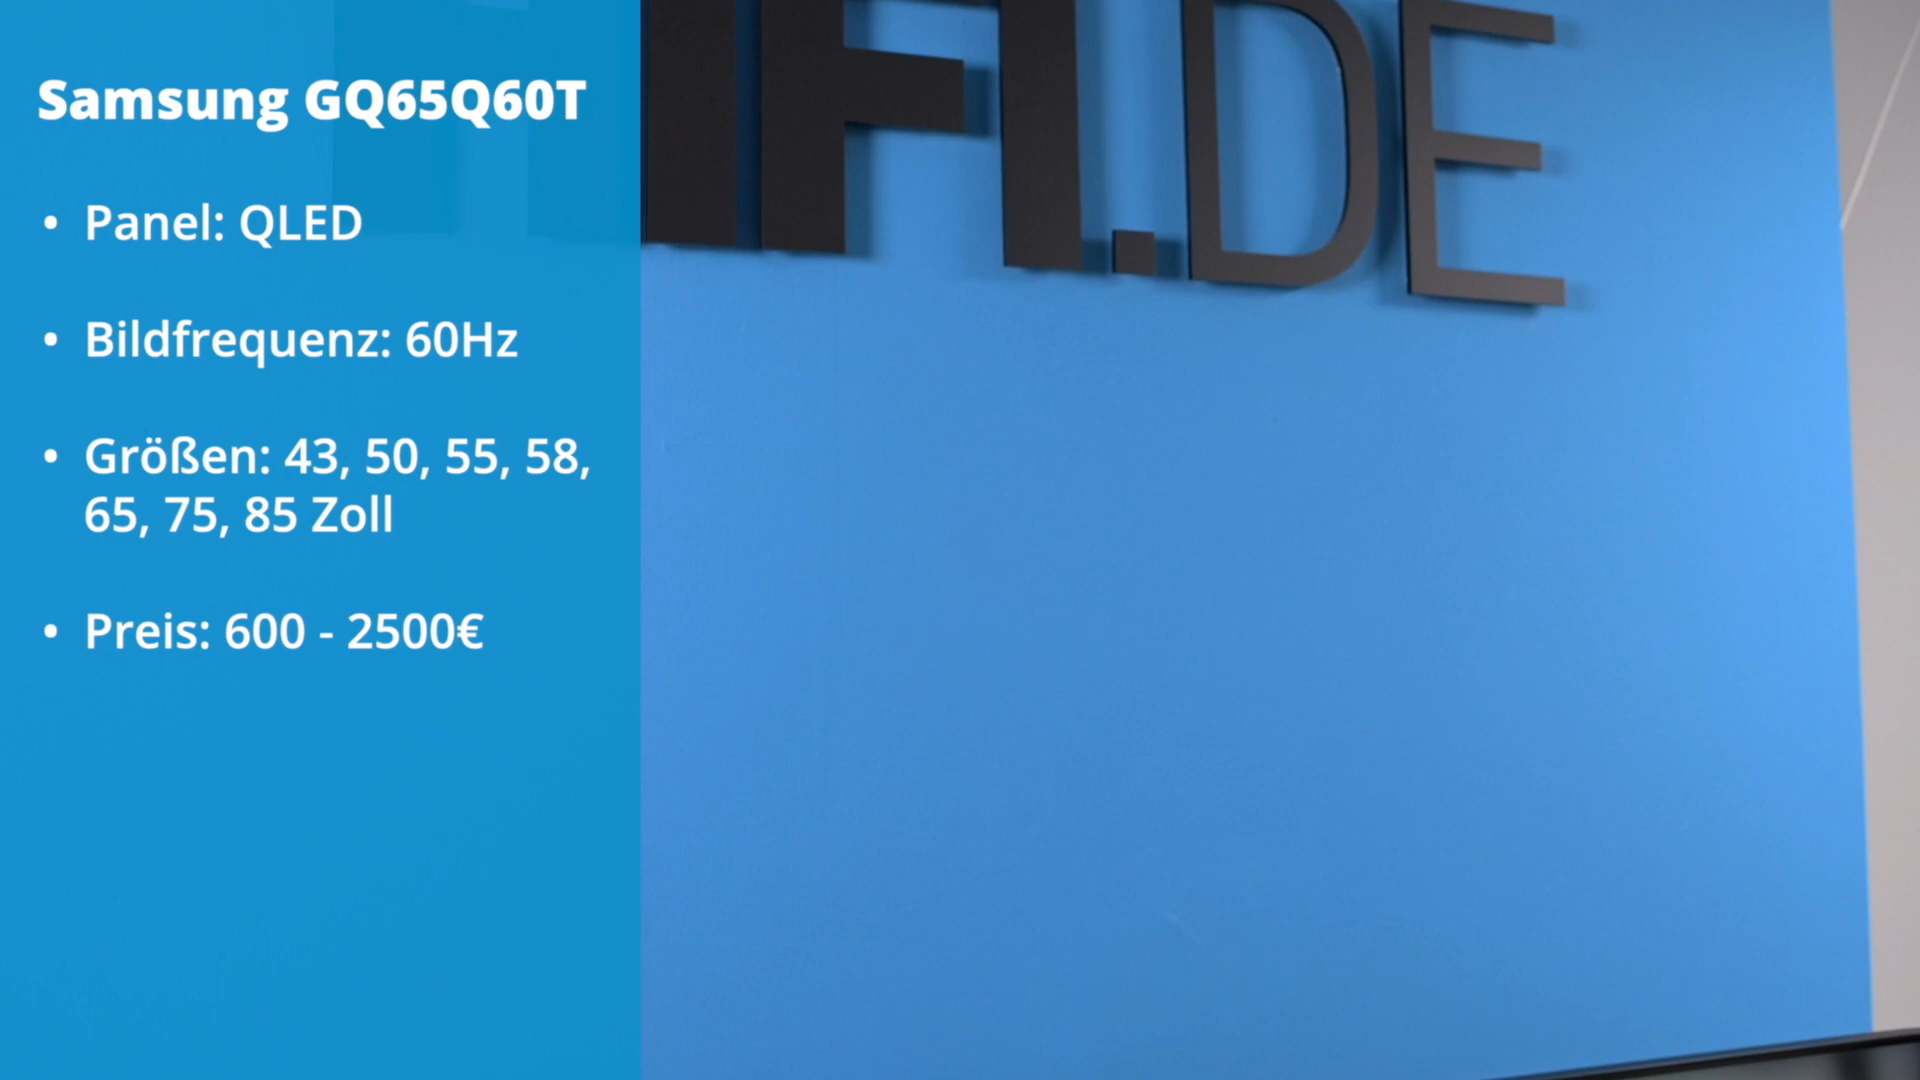 Samsung GQ65Q60T
• Panel: QLED
• Bildfrequenz: 60Hz
• Größen: 43, 50, 55, 58,
65, 75, 85 Zoll
• Preis: 600 - 2500€
IFI.DE